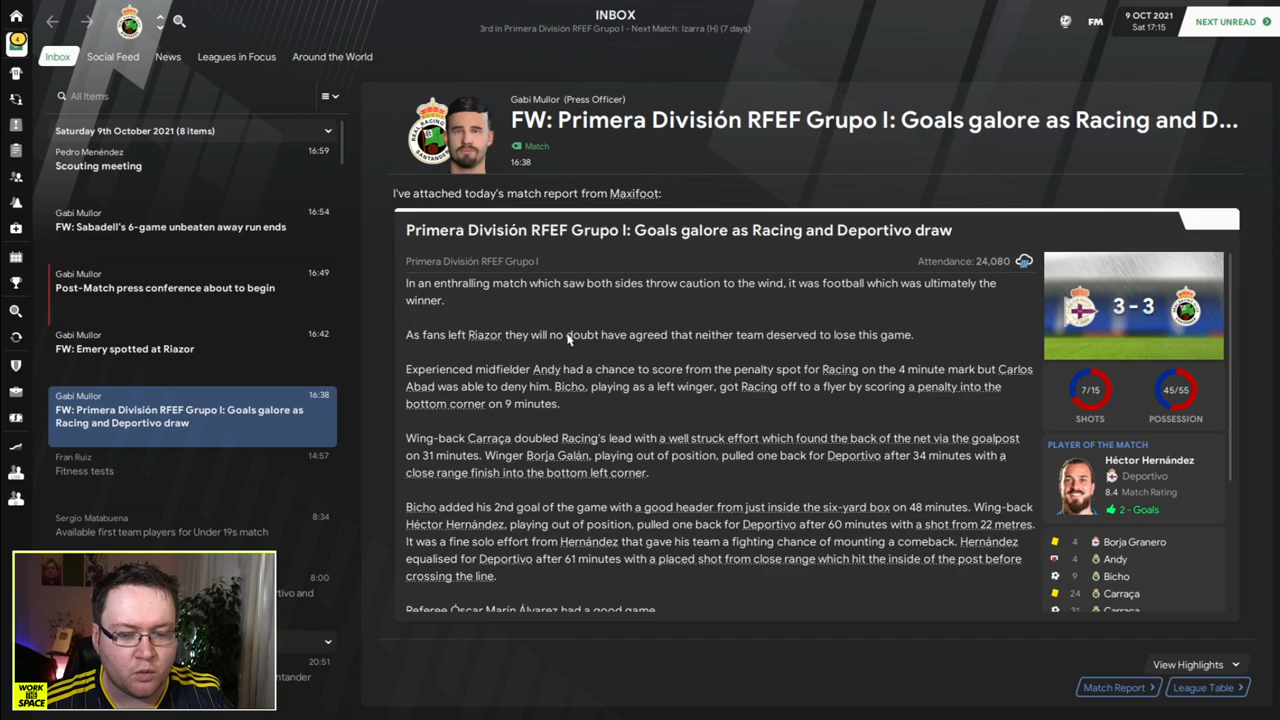 INBOX
3rd in Primera División RFEF Grupo I - Next Match: Izarra (H) (7 days)
FM
9 OCT 2021
Sat 17:15
NEXT UNREAD
4
Inbox
Social Feed
News
Leagues in Focus
Around the World
All Items
Saturday 9th October 2021 (8 items)
Pedro Menéndez
16:59
Scouting meeting
Gabi Mullor
16:54
FW: Sabadell's 6-game unbeaten away run ends
Gabi Mullor
16:49
Post-Match press conference about to begin
Gabi Mullor
16:42
FW: Emery spotted at Riazor
Gabi Mullor
16:38
FW: Primera División RFEF Grupo I: Goals galore as
Racing and Deportivo draw
Fran Ruiz
14:57
Fitness tests
Sergio Matabuena
8:34
Available first team players for Under 19s match
8:00
ortivo and
20:51
ntander
WORK
THE
SPACE
Gabi Mullor (Press Officer)
FW: Primera División RFEF Grupo I: Goals galore as Racing and D...
Match
16:38
REAL RACING
SANTANDER
I've attached today's match report from Maxifoot:
Primera División RFEF Grupo I: Goals galore as Racing and Deportivo draw
Primera División RFEF Grupo I
Attendance: 24,080
In an enthralling match which saw both sides throw caution to the wind, it was football which was ultimately the
winner.
As fans left Riazor they will no doubt have agreed that neither team deserved to lose this game.
Experienced midfielder Andy had a chance to score from the penalty spot for Racing on the 4 minute mark but Carlos
Abad was able to deny him. Bicho, playing as a left winger, got Racing off to a flyer by scoring a penalty into the
bottom corner on 9 minutes.
Wing-back Carraça doubled Racing's lead with a well struck effort which found the back of the net via the goalpost
on 31 minutes. Winger Borja Galán, playing out of position, pulled one back for Deportivo after 34 minutes with a
close range finish into the bottom left corner.
Bicho added his 2nd goal of the game with a good header from just inside the six-yard box on 48 minutes. Wing-back
Héctor Hernández, playing out of position, pulled one back for Deportivo after 60 minutes with a shot from 22 metres.
It was a fine solo effort from Hernández that gave his team a fighting chance of mounting a comeback. Hernández
equalised for Deportivo after 61 minutes with a placed shot from close range which hit the inside of the post before
crossing the line.
Referee Óscar Marín Álvarez had a good game.
3 - 3
7/15
SHOTS
45/55
POSSESSION
PLAYER OF THE MATCH
Héctor Hernández
Deportivo
8.4 Match Rating
2 - Goals
4 Borja Granero
4 Andy
9 Bicho
24 Carraça
31 Carraça
View Highlights
Match Report
League Table